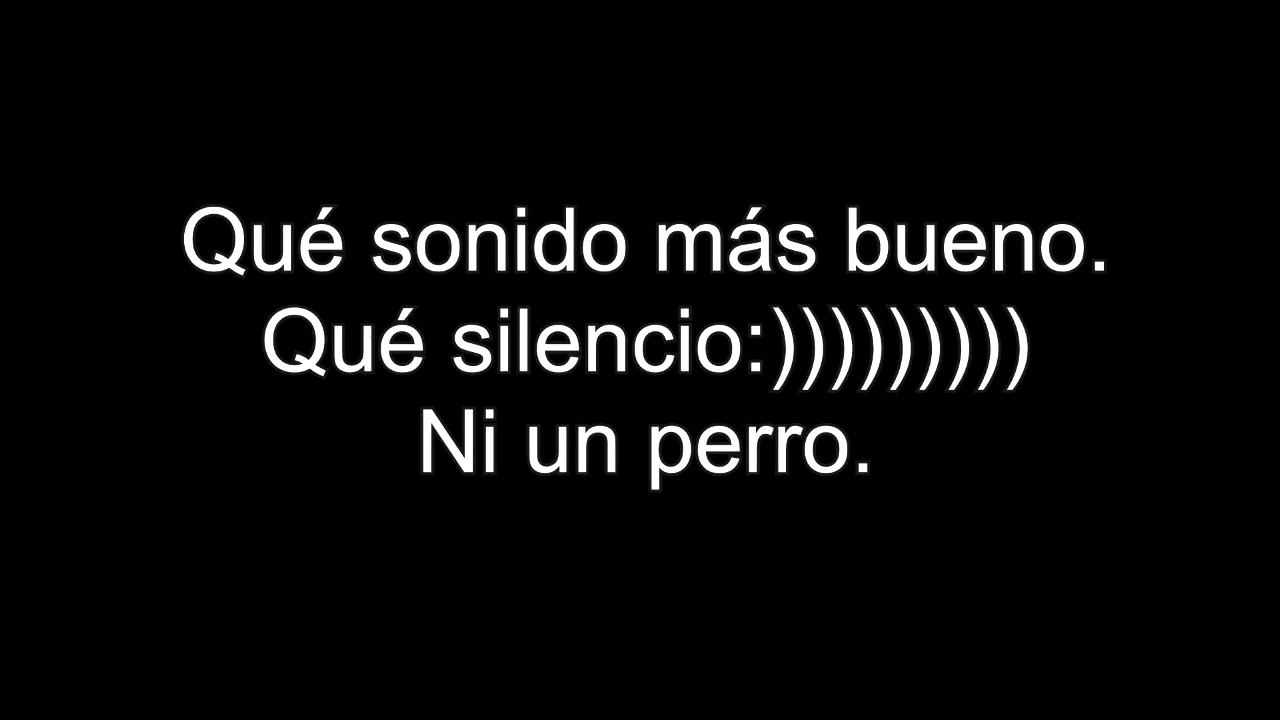 Qué sonido más bueno.
Qué silencio:)))))))))
Ni un perro.